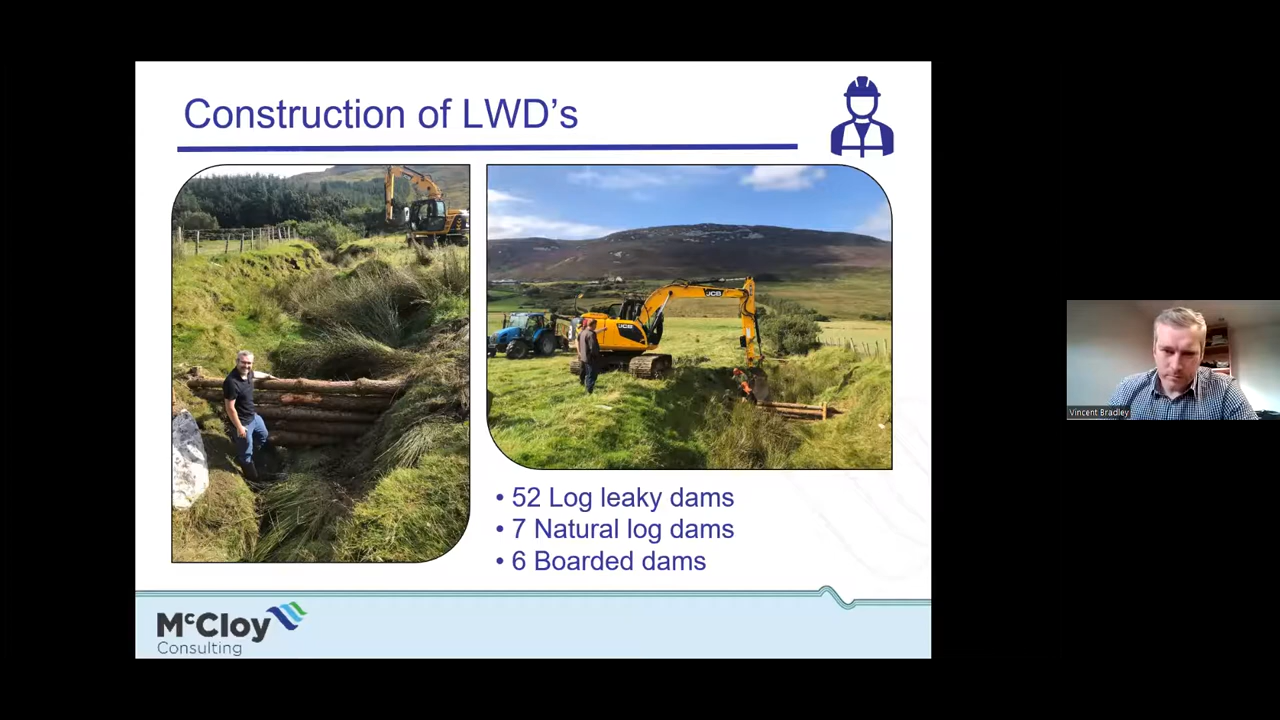 Construction of LWD's
JCB
JCB
• 52 Log leaky dams
• 7 Natural log dams
• 6 Boarded dams
McCloy
Consulting
Vincent Bradley